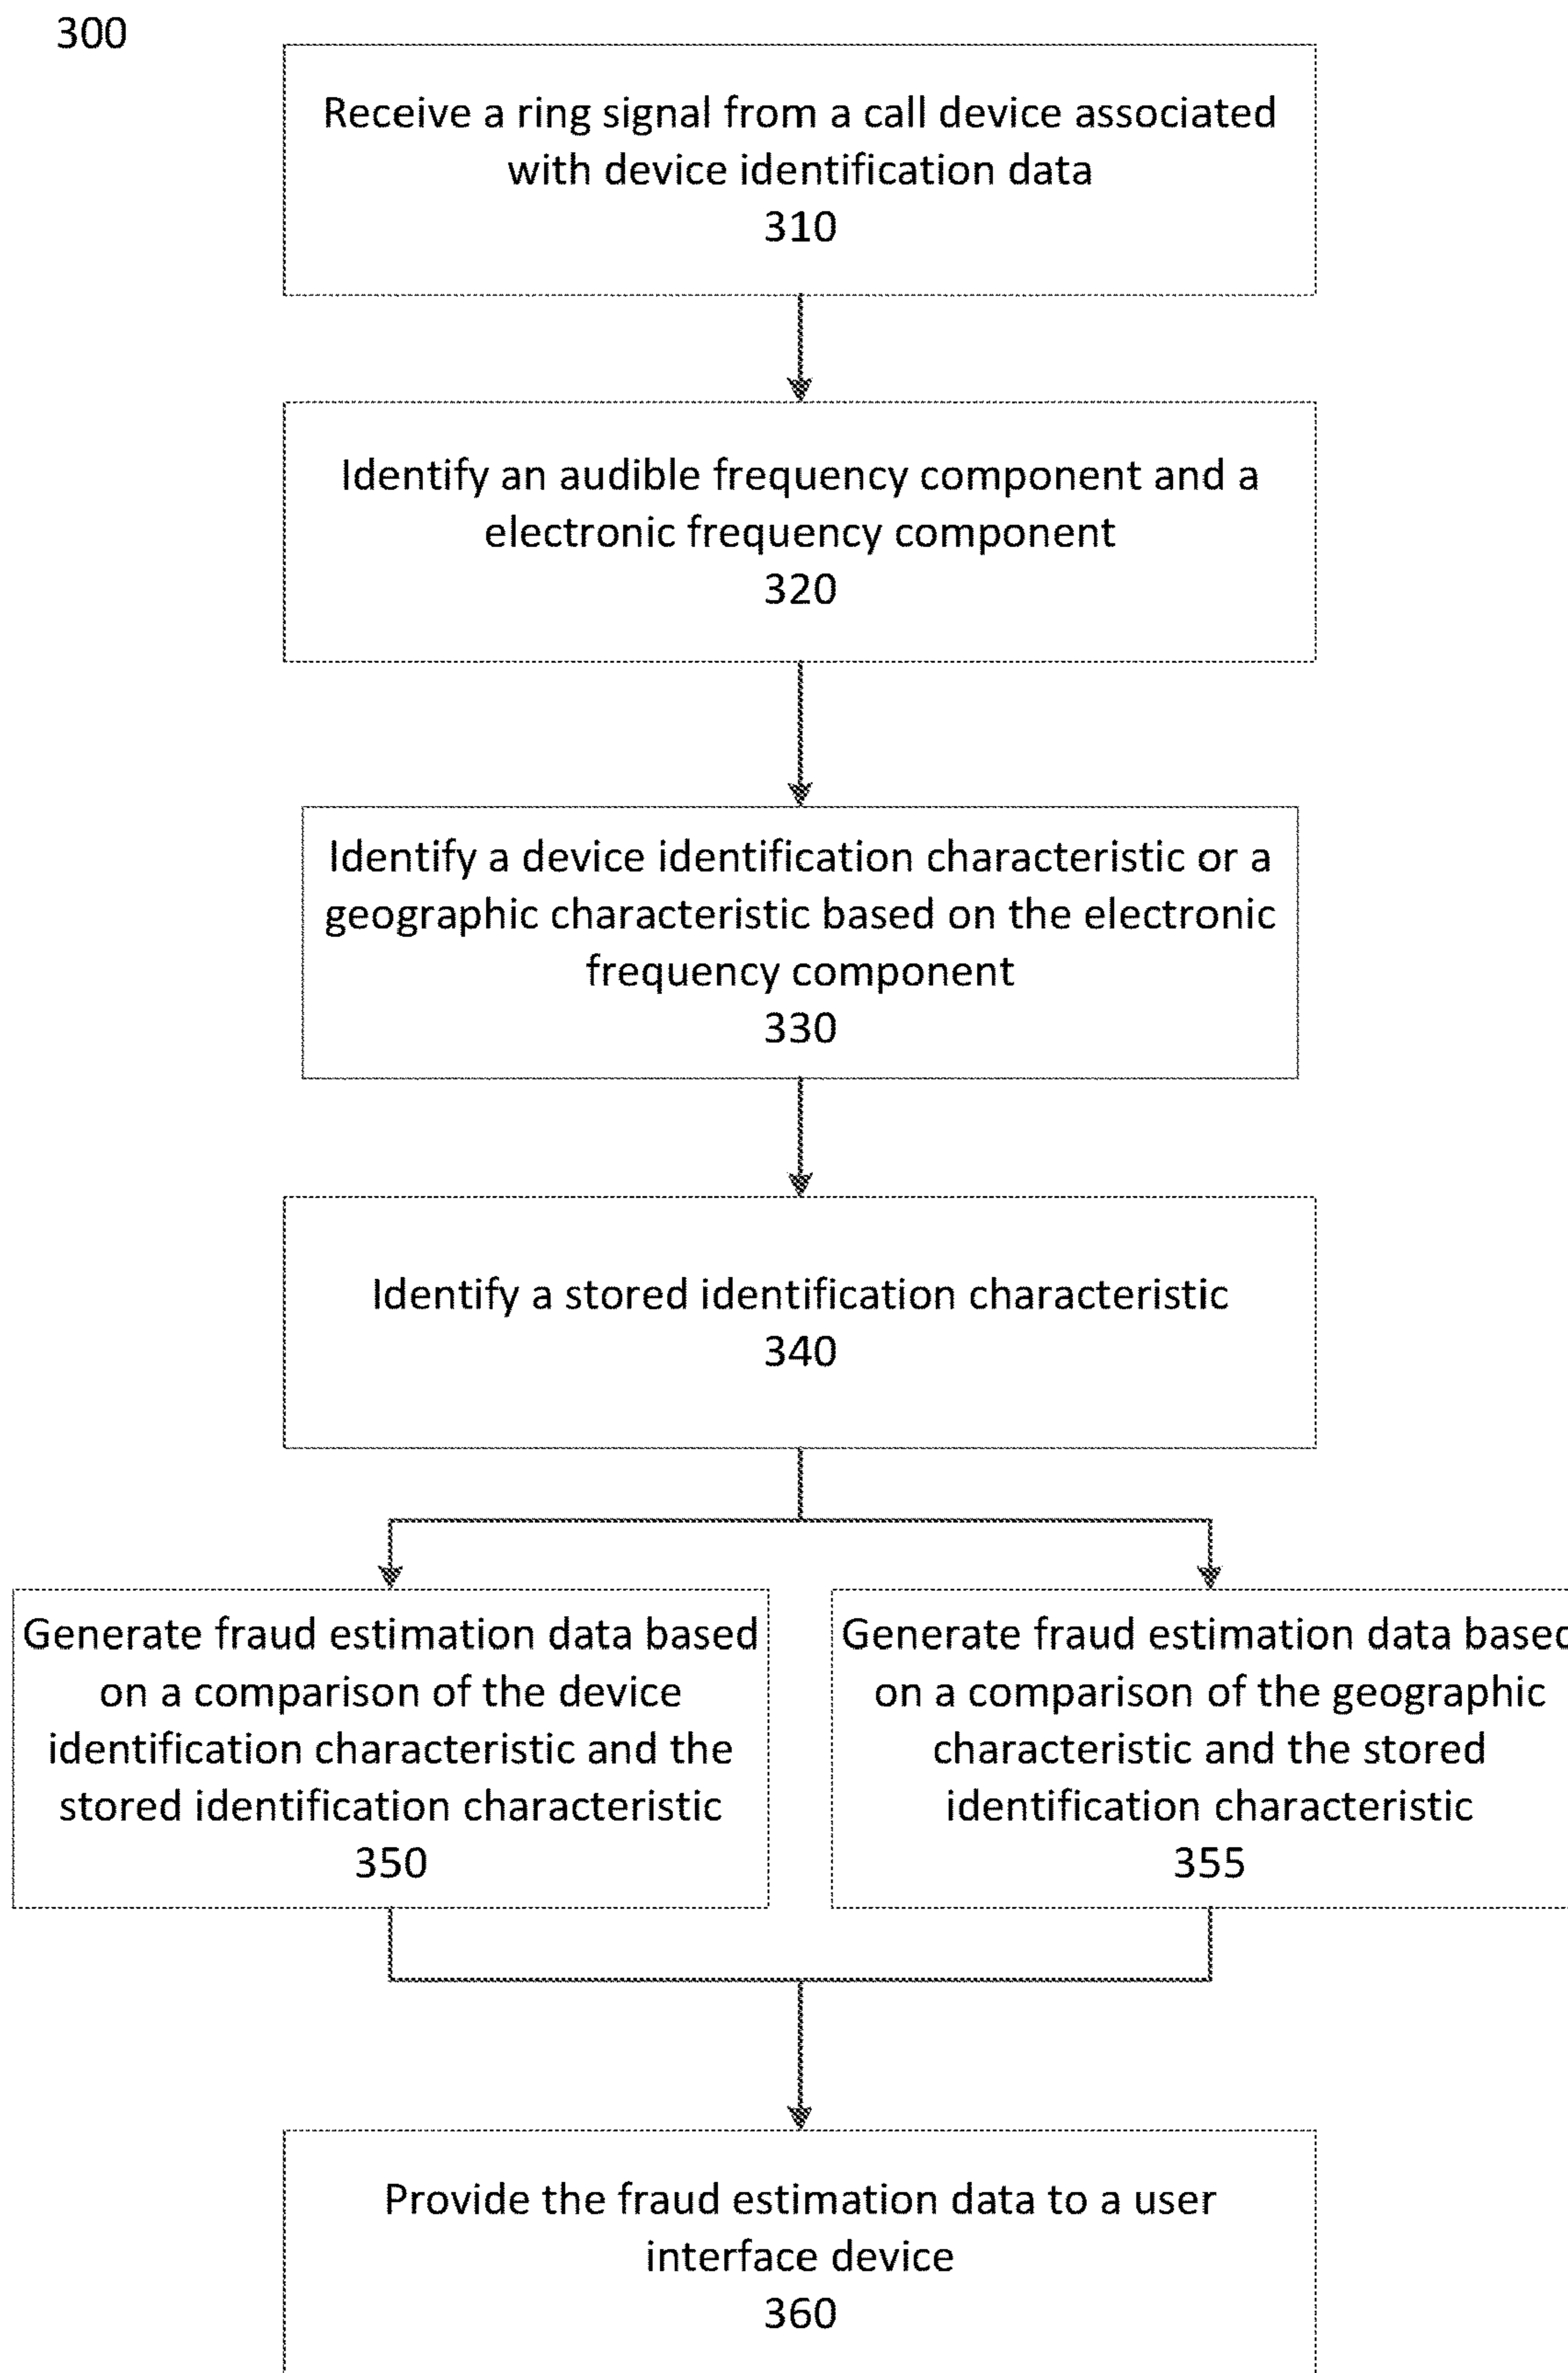 300
Receive a ring signal from a call device associated
with device identification data
310
Identify an audible frequency component and a
electronic frequency component
320
Identify a device identification characteristic or a
geographic characteristic based on the electronic
frequency component
330
Identify a stored identification characteristic
340
Generate fraud estimation data based
on a comparison of the device
identification characteristic and the
stored identification characteristic
350
Generate fraud estimation data based
on a comparison of the geographic
characteristic and the stored
identification characteristic
355
Provide the fraud estimation data to a user
interface device
360